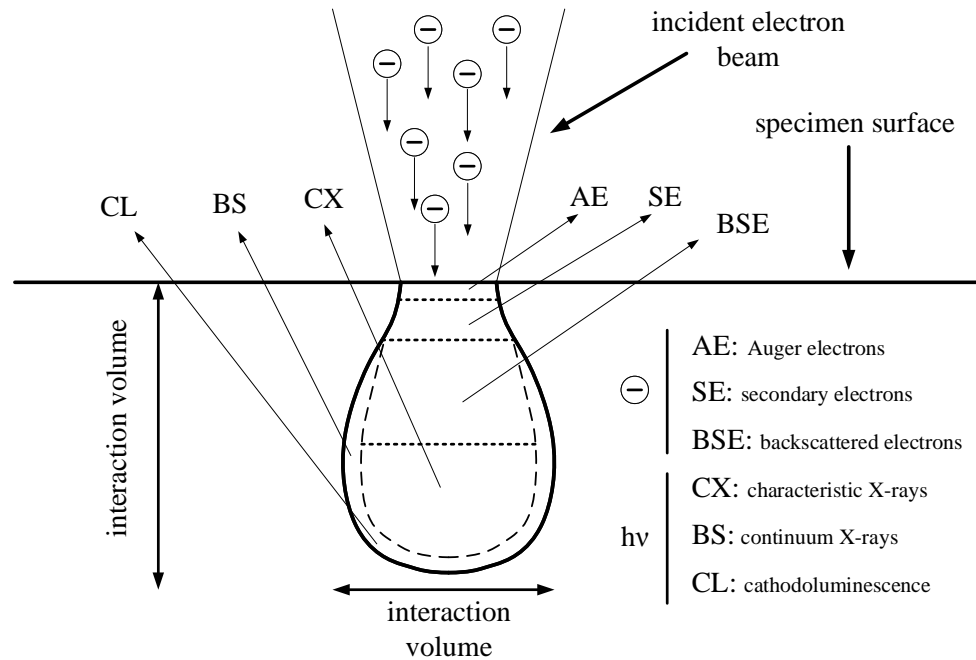 incident electron
beam
specimen surface
CL
BS
CX
AE
SE
BSE
interaction volume
AE: Auger electrons
SE: secondary electrons
BSE: backscattered electrons
CX: characteristic X-rays
hν
BS: continuum X-rays
CL: cathodoluminescence
interaction
volume